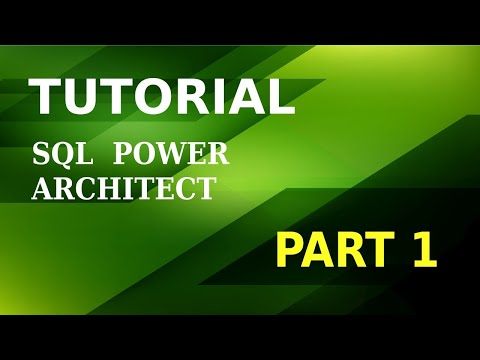 TUTORIAL
SQL POWER
ARCHITECT
PART 1